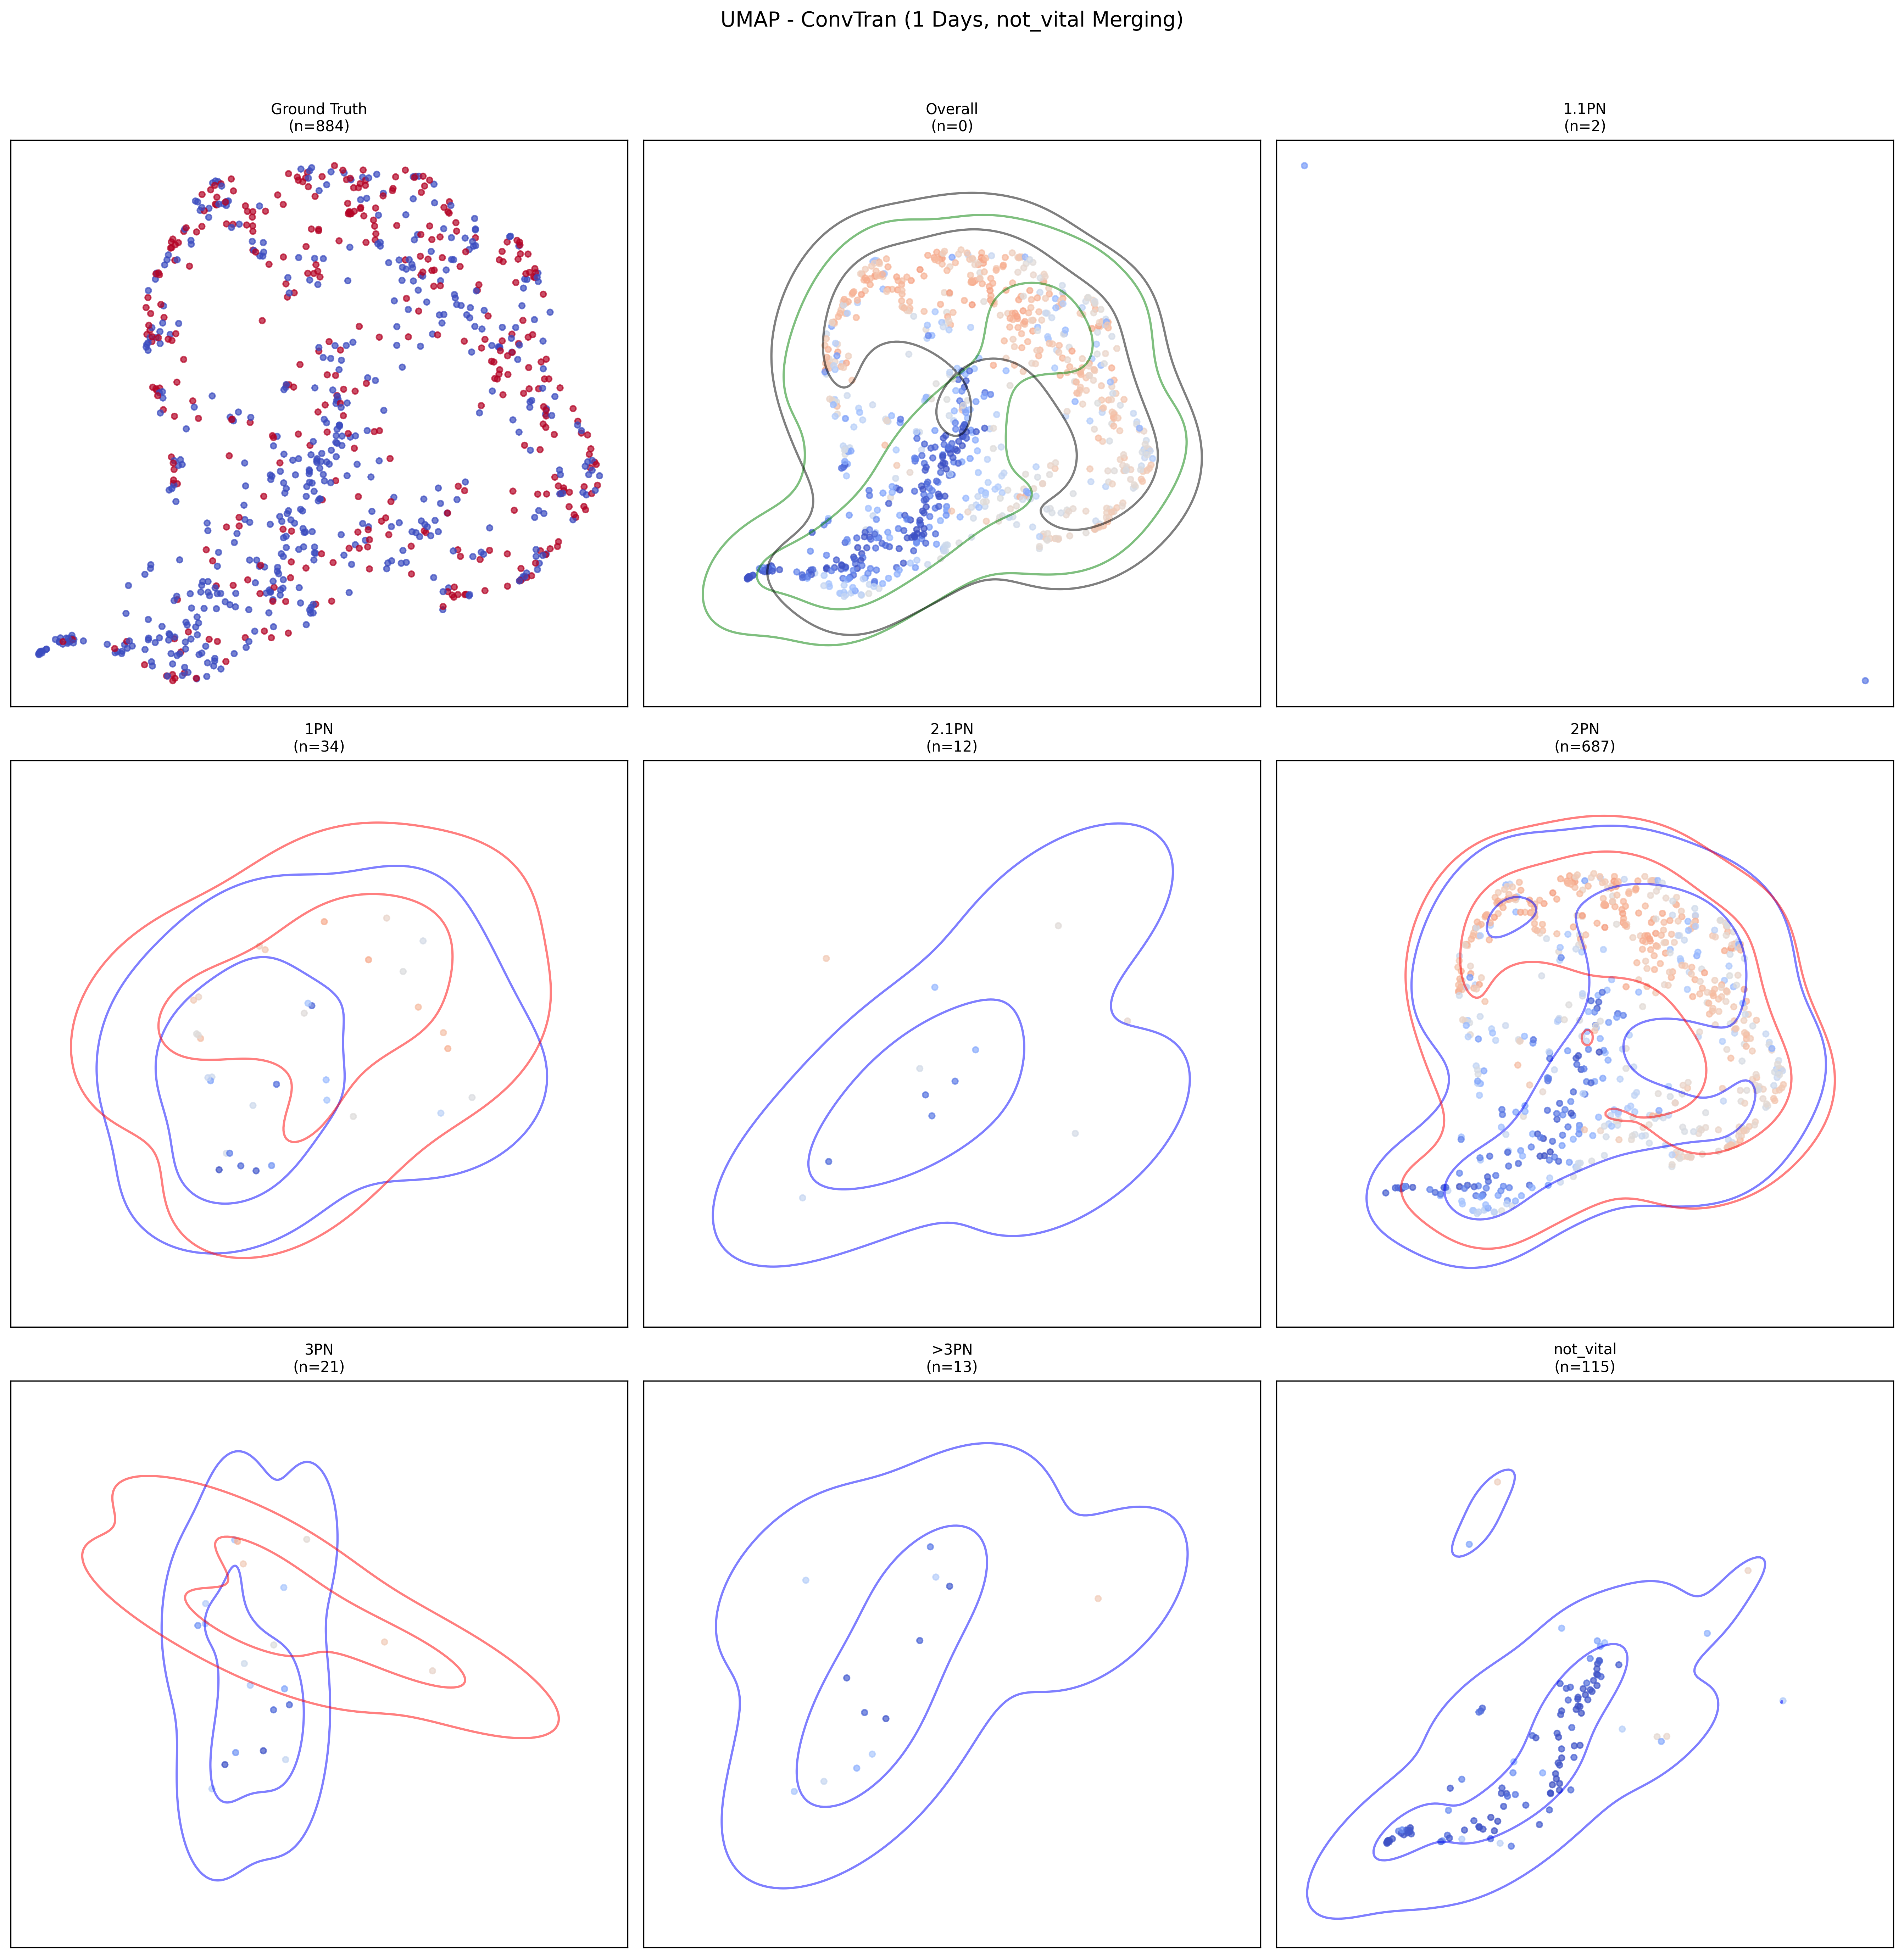 UMAP - ConvTran (1 Days, not_vital Merging)
Ground Truth
(n=884)
Overall
(n=0)
1.1PN
(n=2)
1PN
(n=34)
2.1PN
(n=12)
2PN
(n=687)
3PN
(n=21)
>3PN
(n=13)
not_vital
(n=115)